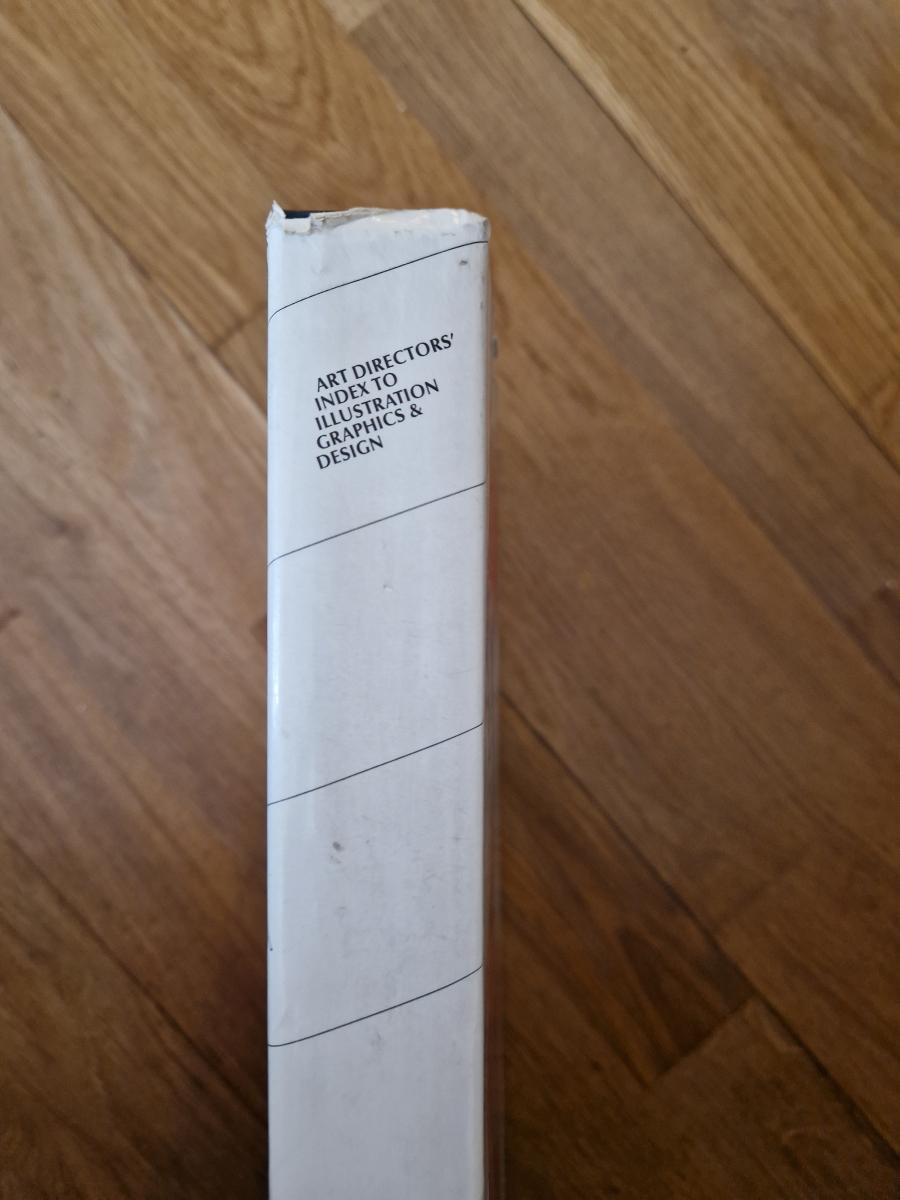 ART DIRECTORS'
INDEX TO
ILLUSTRATION
GRAPHICS &
DESIGN